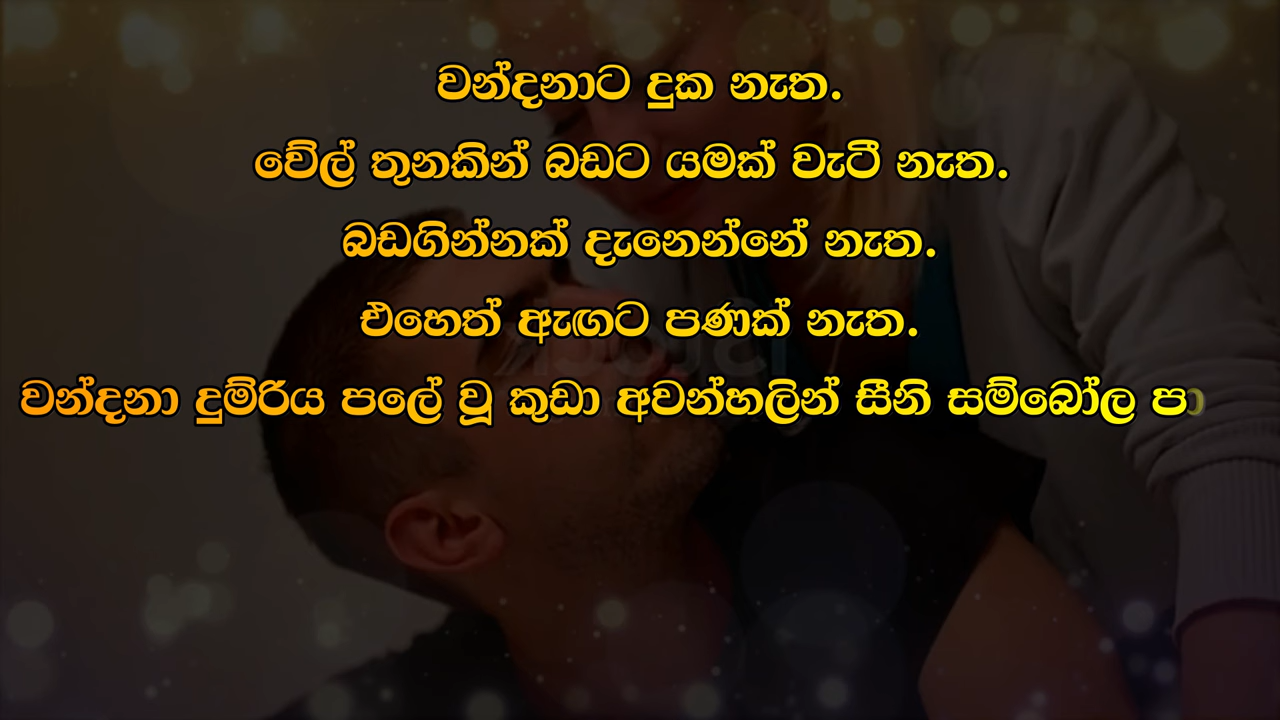 වන්දනාට දුක නැත.
වේල් තුනකින් බඩට යමක් වැටී නැත.
බඩගින්නක් දැනෙන්නේ නැත.
එහෙත් ඇඟට පණක් නැත.
වන්දනා දුම්රිය පලේ වූ කුඩා අවන්හලින් සීනි සම්බෝල පා